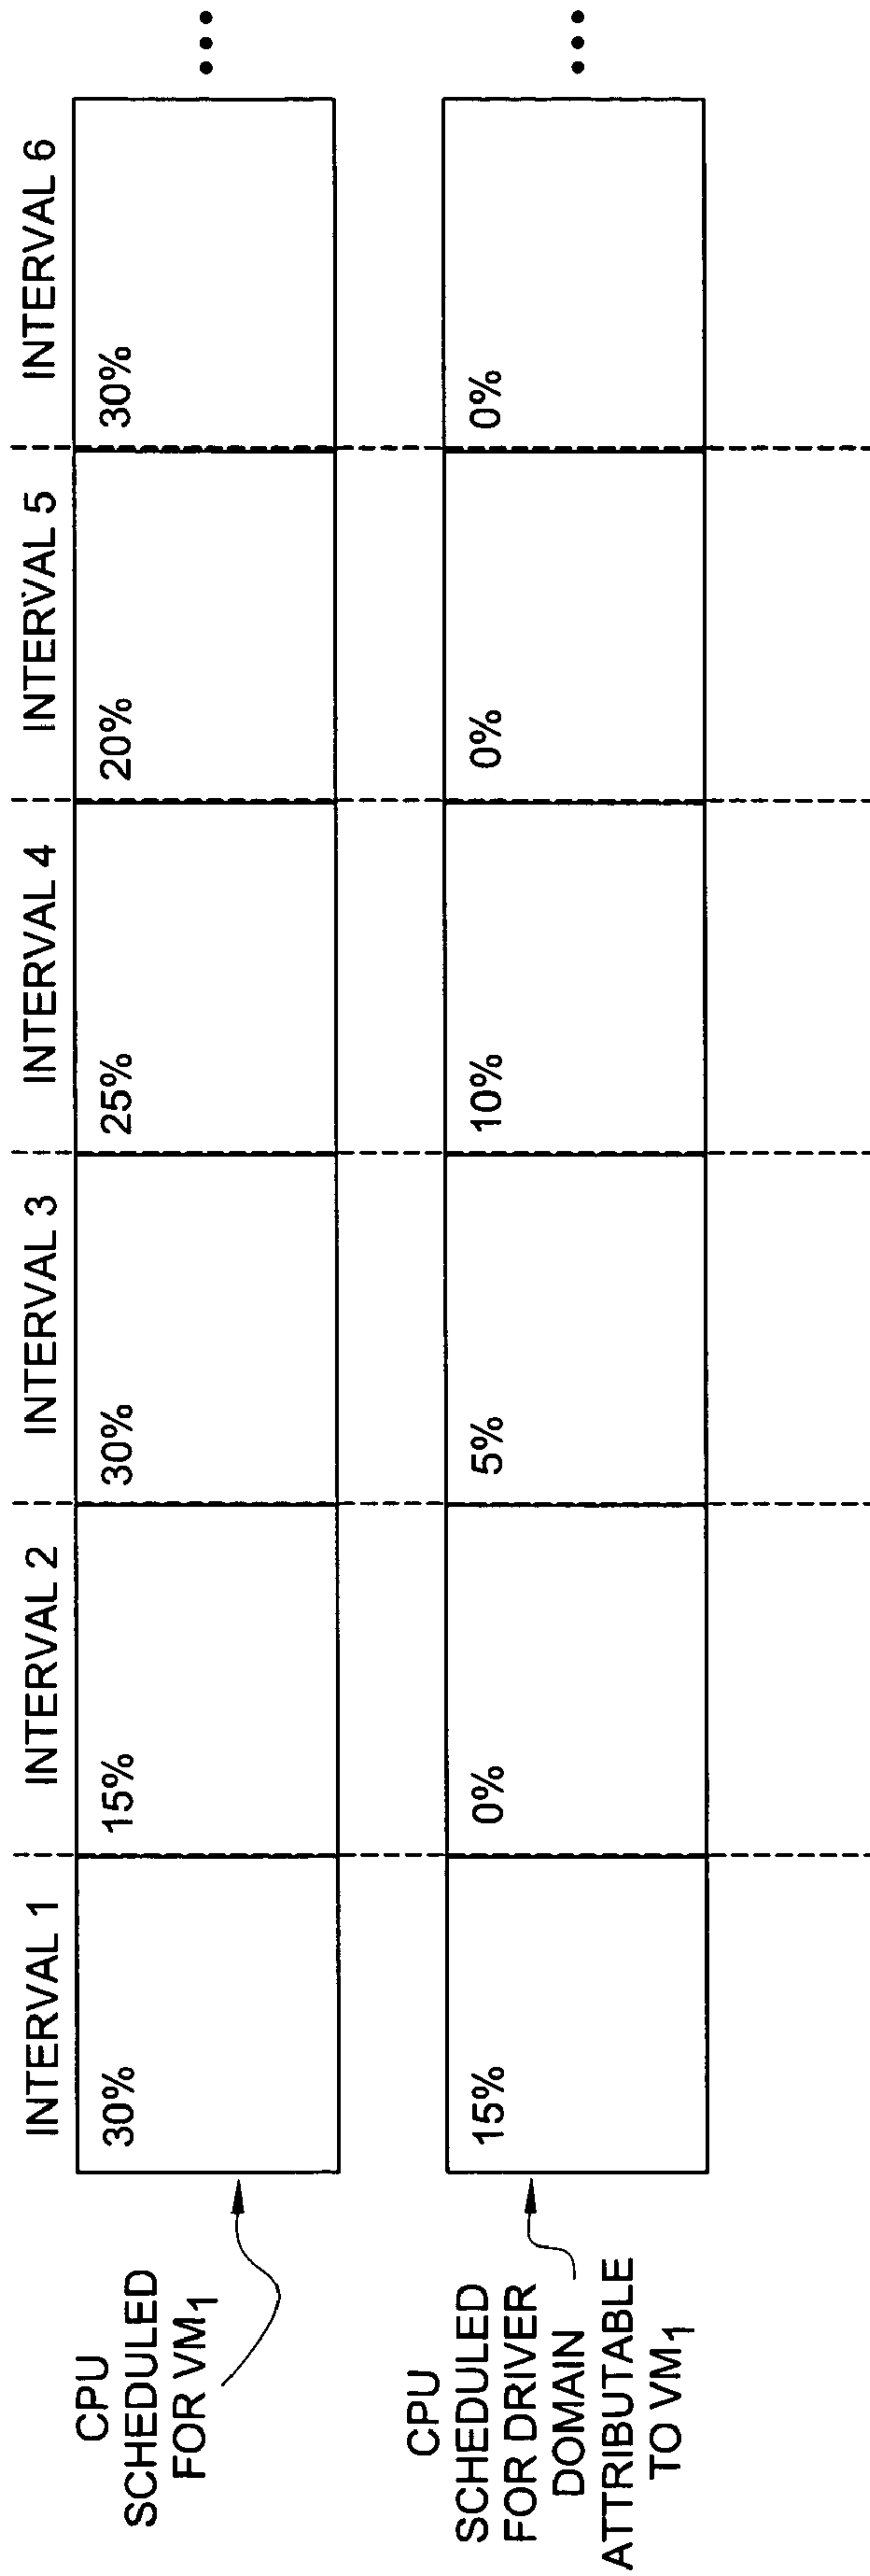 INTERVAL 1 INTERVAL 2 INTERVAL 3 INTERVAL 4 INTERVAL 5 INTERVAL 6
CPU
SCHEDULED
FOR VM1
30% 15% 30% 25% 20% 30%
CPU
SCHEDULED
FOR DRIVER
DOMAIN
ATTRIBUTABLE
TO VM1
15% 0% 5% 10% 0% 0%